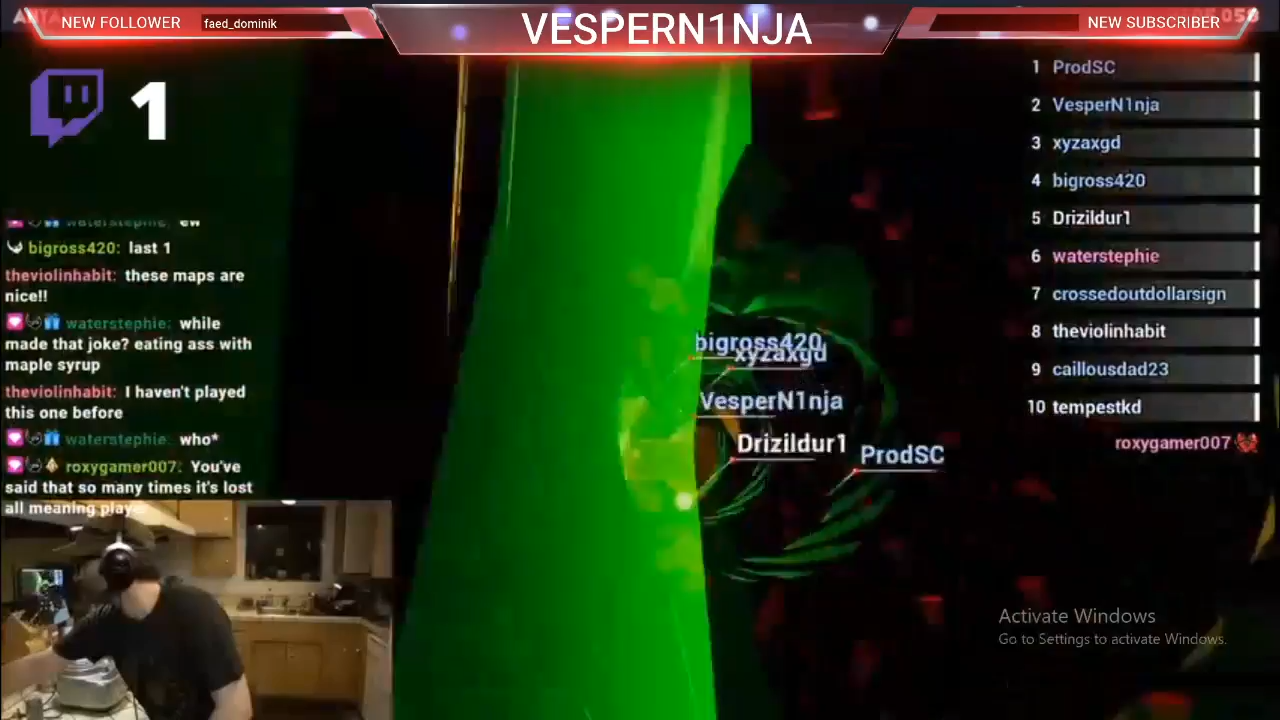 NEW FOLLOWER faed_dominik VESPERN1NJA NEW SUBSCRIBER
1
waterstephie: ew
bigross420: last 1
theviolinhabit: these maps are
nice!!
waterstephie: while
made that joke? eating ass with
maple syrup
theviolinhabit: I haven't played
this one before
waterstephie: who*
roxygamer007: You've
said that so many times it's lost
all meaning playe
bigross420
xyzaxgd
VesperN1nja
Drizildur1
ProdSC
1 ProdSC
2 VesperN1nja
3 xyzaxgd
4 bigross420
5 Drizildur1
6 waterstephie
7 crossedoutdollarsign
8 theviolinhabit
9 caillousdad23
10 tempestkd
roxygamer007
Activate Windows
Go to Settings to activate Windows.